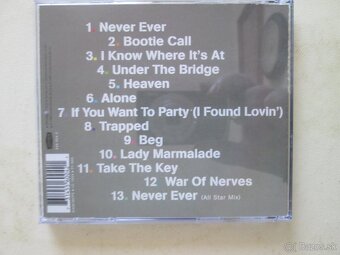 1 Never Ever
2. Bootie Call
3. I Know Where It's At
4. Under The Bridge
5. Heaven
6. Alone
7 If You Want To Party (I Found Lovin')
8. Trapped
9. Beg
10. Lady Marmalade
11. Take The Key
12 War Of Nerves
13. Never Ever (All Star Mix)